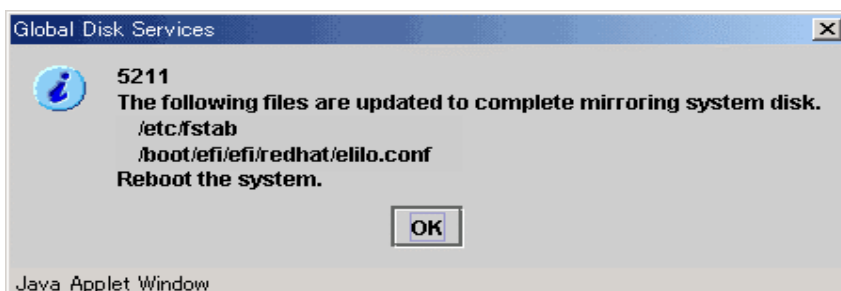 Global Disk Services
5211
The following files are updated to complete mirroring system disk.
/etc/fstab
/boot/efi/efi/redhat/elilo.conf
Reboot the system.
OK
Java Applet Window